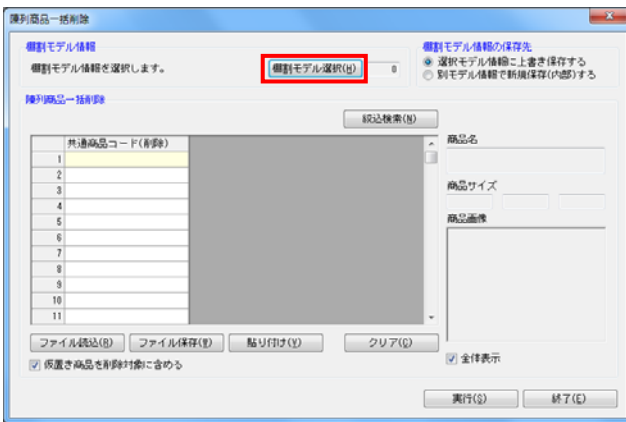 陳列商品一括削除
棚割モデル情報
棚割モデル情報を選択します。
棚割モデル選択(H)
0
棚割モデル情報の保存先
選択モデル情報に上書き保存する
別モデル情報で新規保存(内部)する
陳列商品一括削除
絞込検索(N)
共通商品コード(削除)
1
2
3
4
5
6
7
8
9
10
11
商品名
商品サイズ
商品画像
ファイル読込(R)
ファイル保存(W)
貼り付け(V)
クリア(C)
仮置き商品を削除対象に含める
全体表示
実行(S)
終了(E)